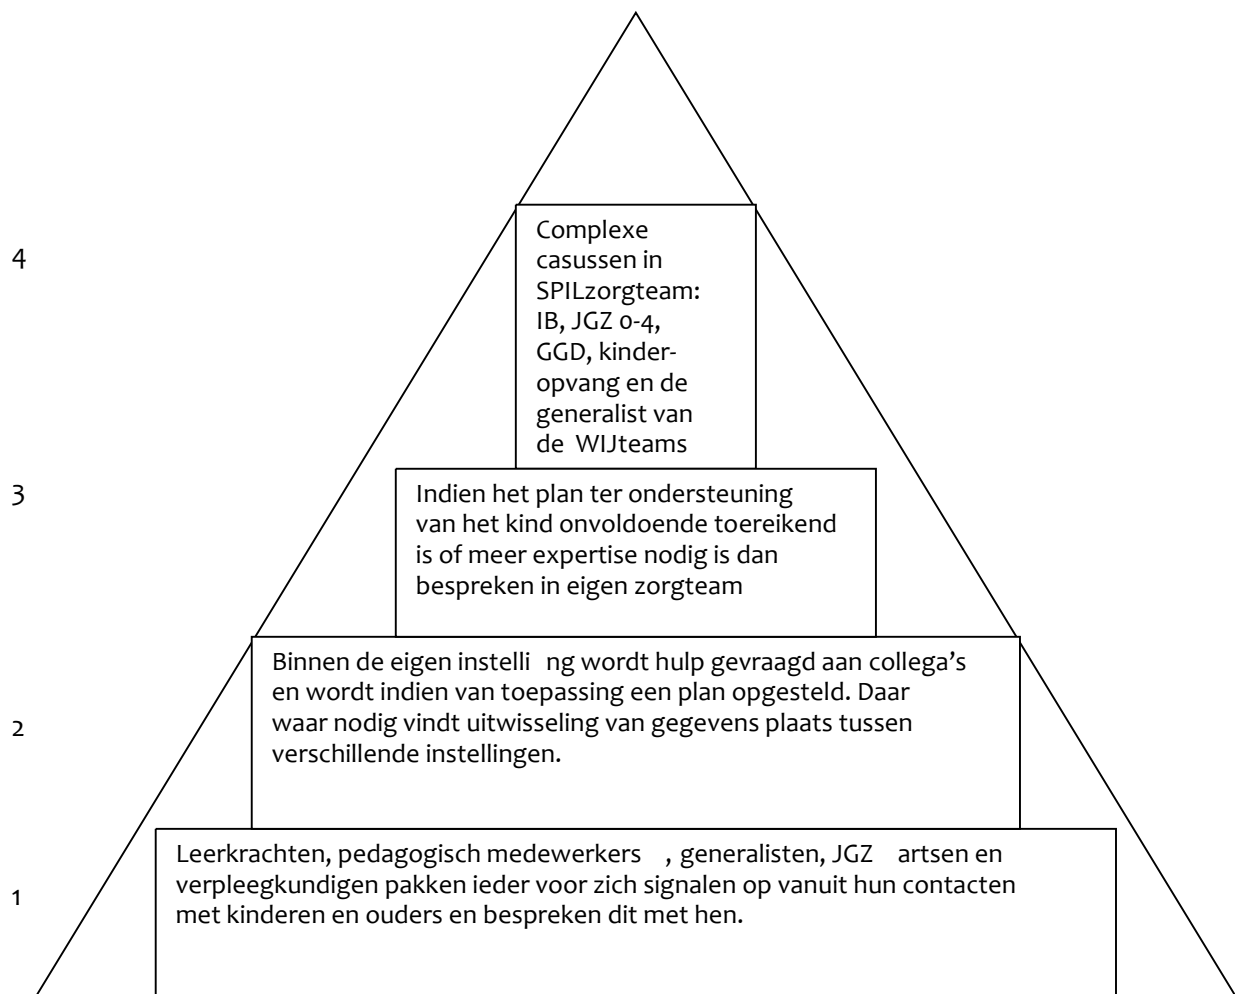 4
Complexe
casussen in
SPILzorgteam:
IB, JGZ 0-4,
GGD, kinder-
opvang en de
generalist van
de WIJteams
3
Indien het plan ter ondersteuning
van het kind onvoldoende toereikend
is of meer expertise nodig is dan
bespreken in eigen zorgteam
2
Binnen de eigen instelli ng wordt hulp gevraagd aan collega’s
en wordt indien van toepassing een plan opgesteld. Daar
waar nodig vindt uitwisseling van gegevens plaats tussen
verschillende instellingen.
1
Leerkrachten, pedagogisch medewerkers , generalisten, JGZ artsen en
verpleegkundigen pakken ieder voor zich signalen op vanuit hun contacten
met kinderen en ouders en bespreken dit met hen.